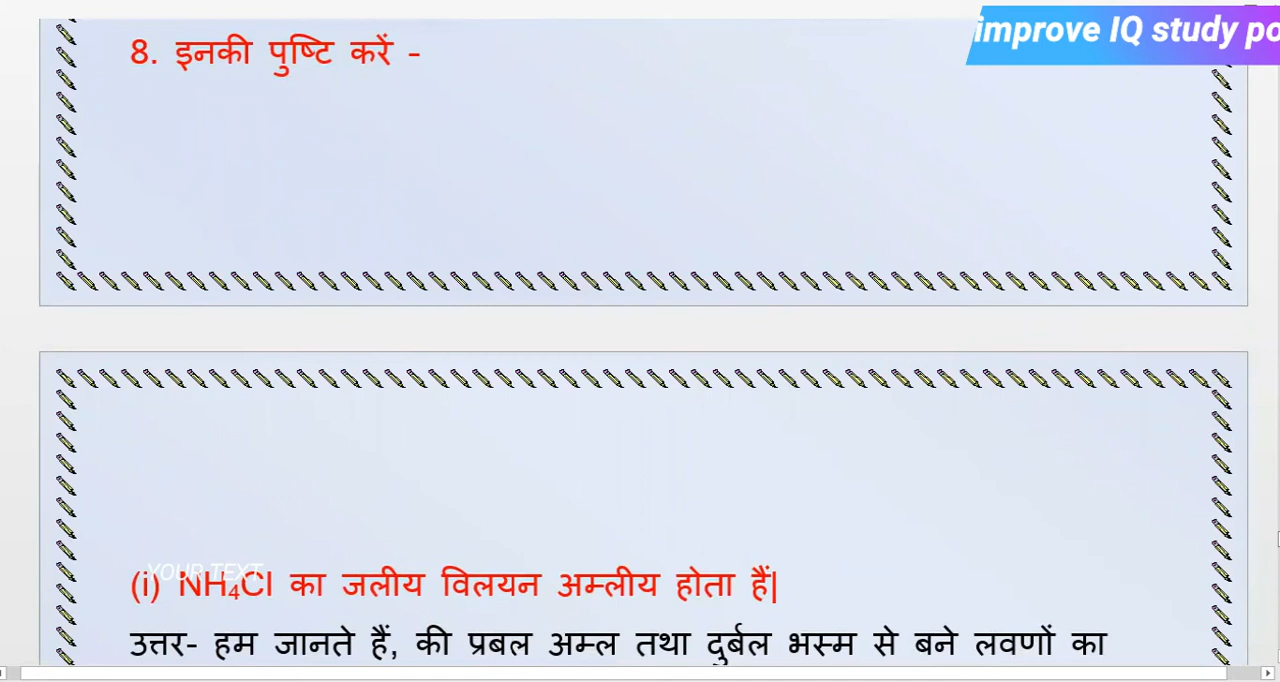 improve IQ study po
8. इनकी पुष्टि करें -
YOUR TEXT
(i) NH₄Cl का जलीय विलयन अम्लीय होता हैं|
उत्तर- हम जानते हैं, की प्रबल अम्ल तथा दुर्बल भस्म से बने लवणों का